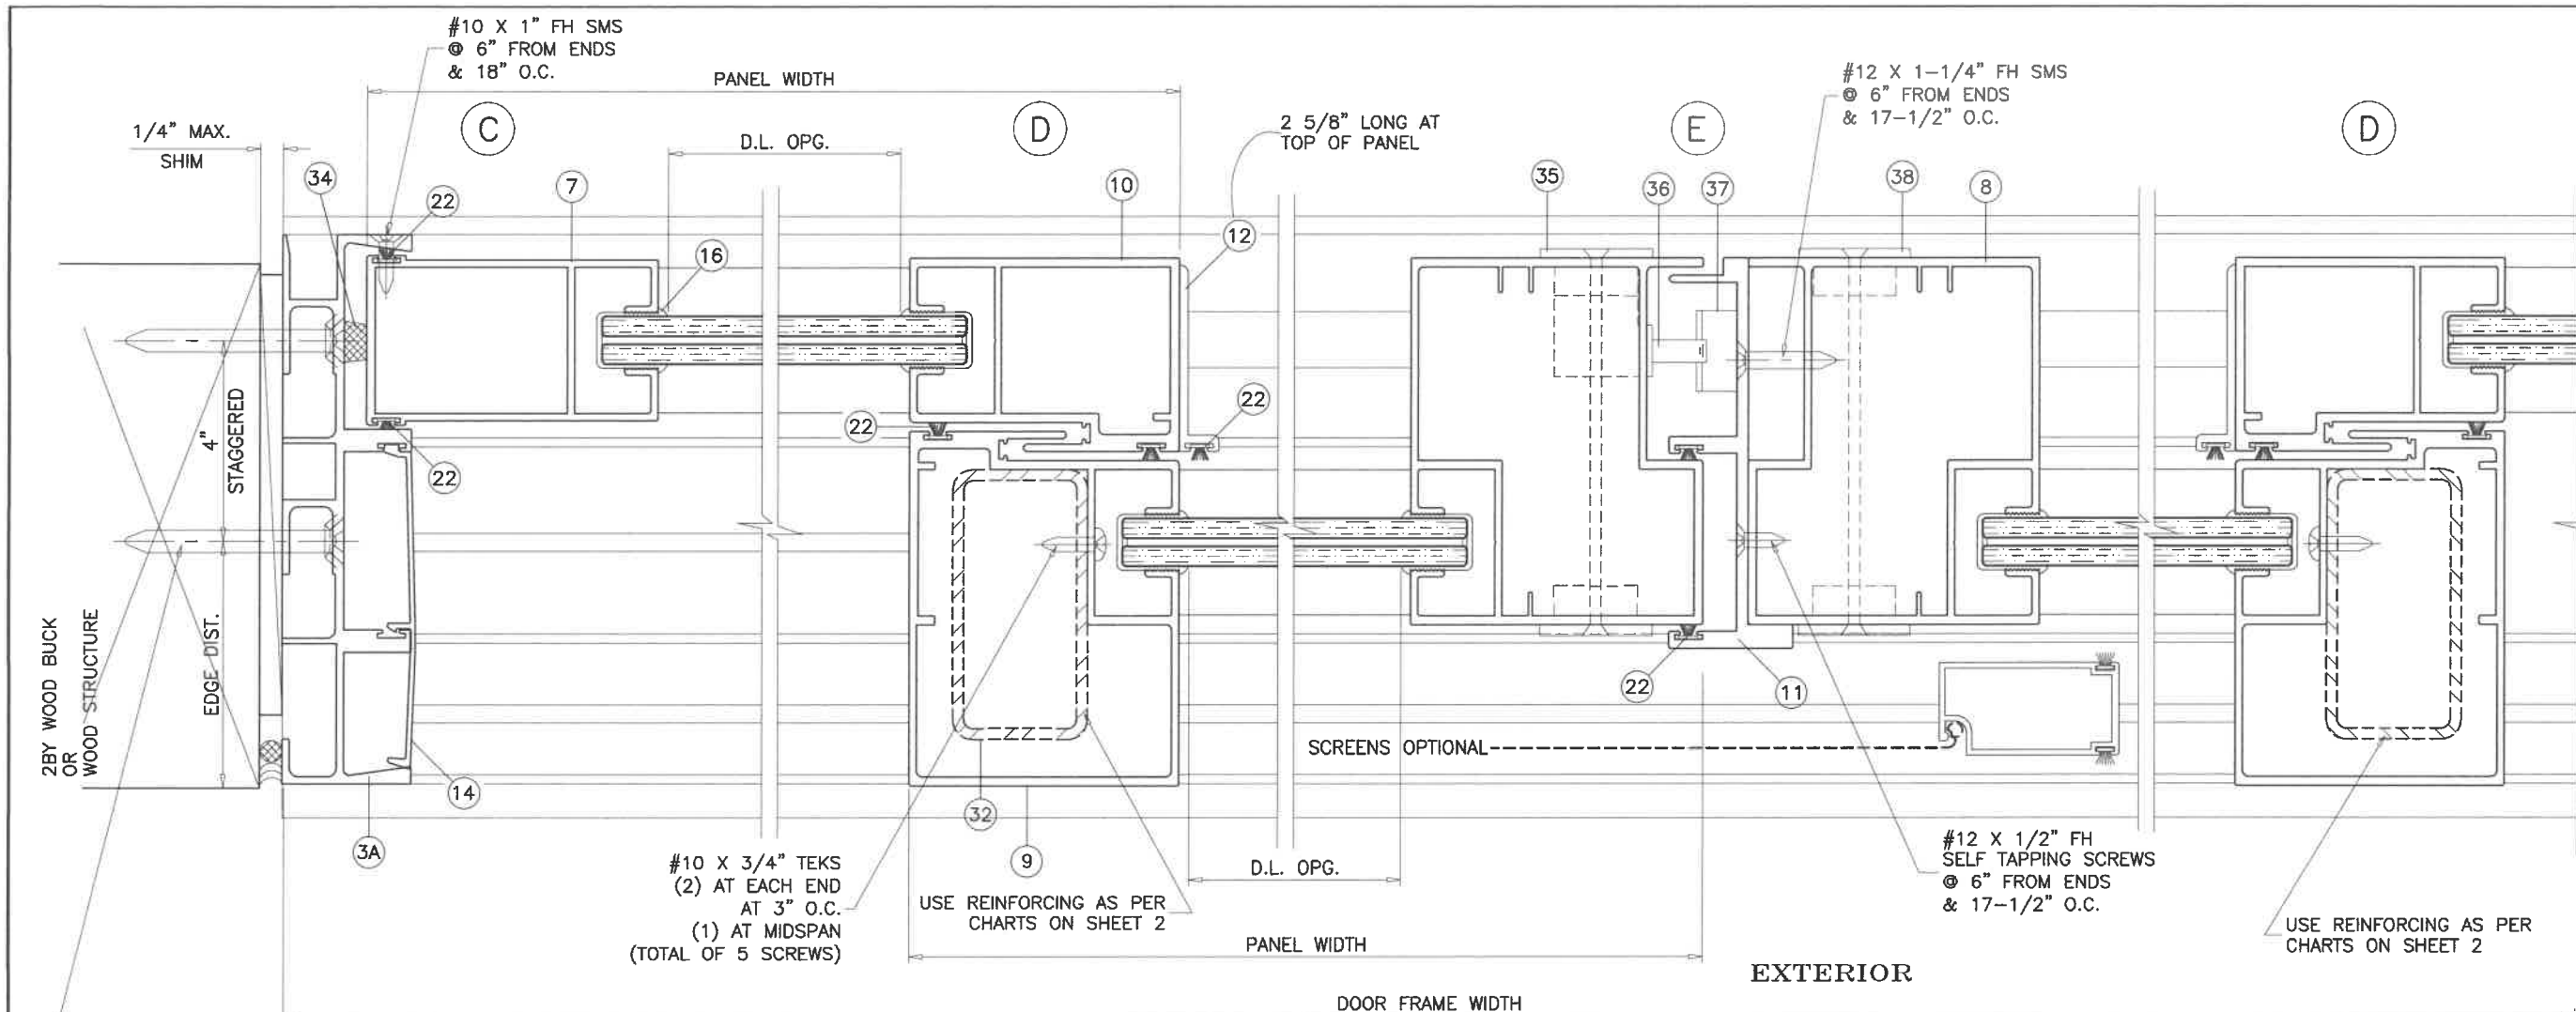 #10 X 1" FH SMS
@ 6" FROM ENDS
& 18" O.C.
PANEL WIDTH
#12 X 1-1/4" FH SMS
@ 6" FROM ENDS
& 17-1/2" O.C.
1/4" MAX.
SHIM
C
D
E
D
D.L. OPG.
2 5/8" LONG AT
TOP OF PANEL
34
22
7
16
10
12
35
36
37
38
8
22
22
22
4"
STAGGERED
EDGE DIST.
2BY WOOD BUCK
OR
WOOD STRUCTURE
22
11
SCREENS OPTIONAL
14
3A
32
9
#10 X 3/4" TEKS
(2) AT EACH END
AT 3" O.C.
(1) AT MIDSPAN
(TOTAL OF 5 SCREWS)
USE REINFORCING AS PER
CHARTS ON SHEET 2
D.L. OPG.
PANEL WIDTH
#12 X 1/2" FH
SELF TAPPING SCREWS
@ 6" FROM ENDS
& 17-1/2" O.C.
USE REINFORCING AS PER
CHARTS ON SHEET 2
EXTERIOR
DOOR FRAME WIDTH